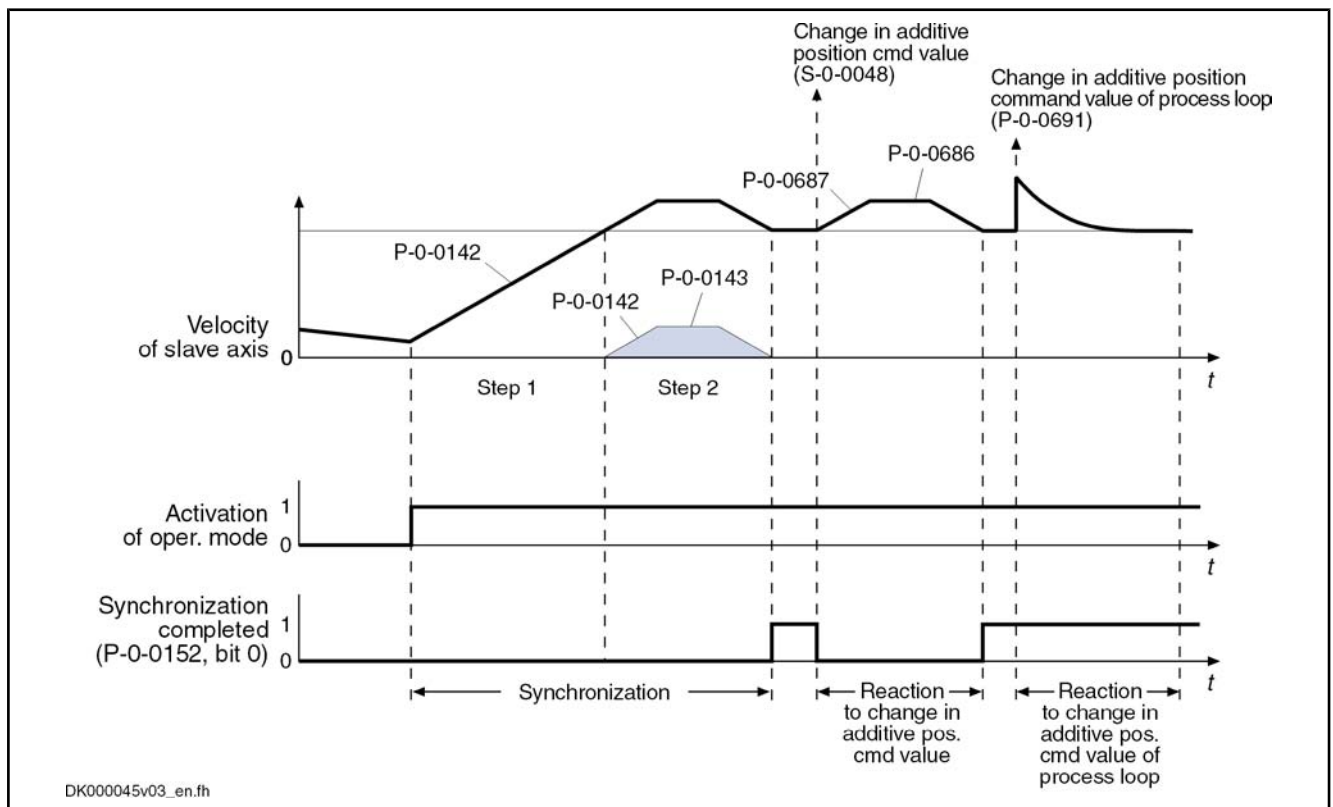 Change in additive
position cmd value
(S-0-0048)
Change in additive position
command value of process loop
(P-0-0691)
P-0-0686
P-0-0687
P-0-0142
P-0-0143
P-0-0142
Velocity
of slave axis
0
t
Step 1
Step 2
Activation
of oper. mode
1
0
t
Synchronization
completed
(P-0-0152, bit 0)
1
0
t
Synchronization
Reaction
to change in
additive pos.
cmd value
Reaction
to change in
additive pos.
cmd value of
process loop
DK000045v03_en.fh